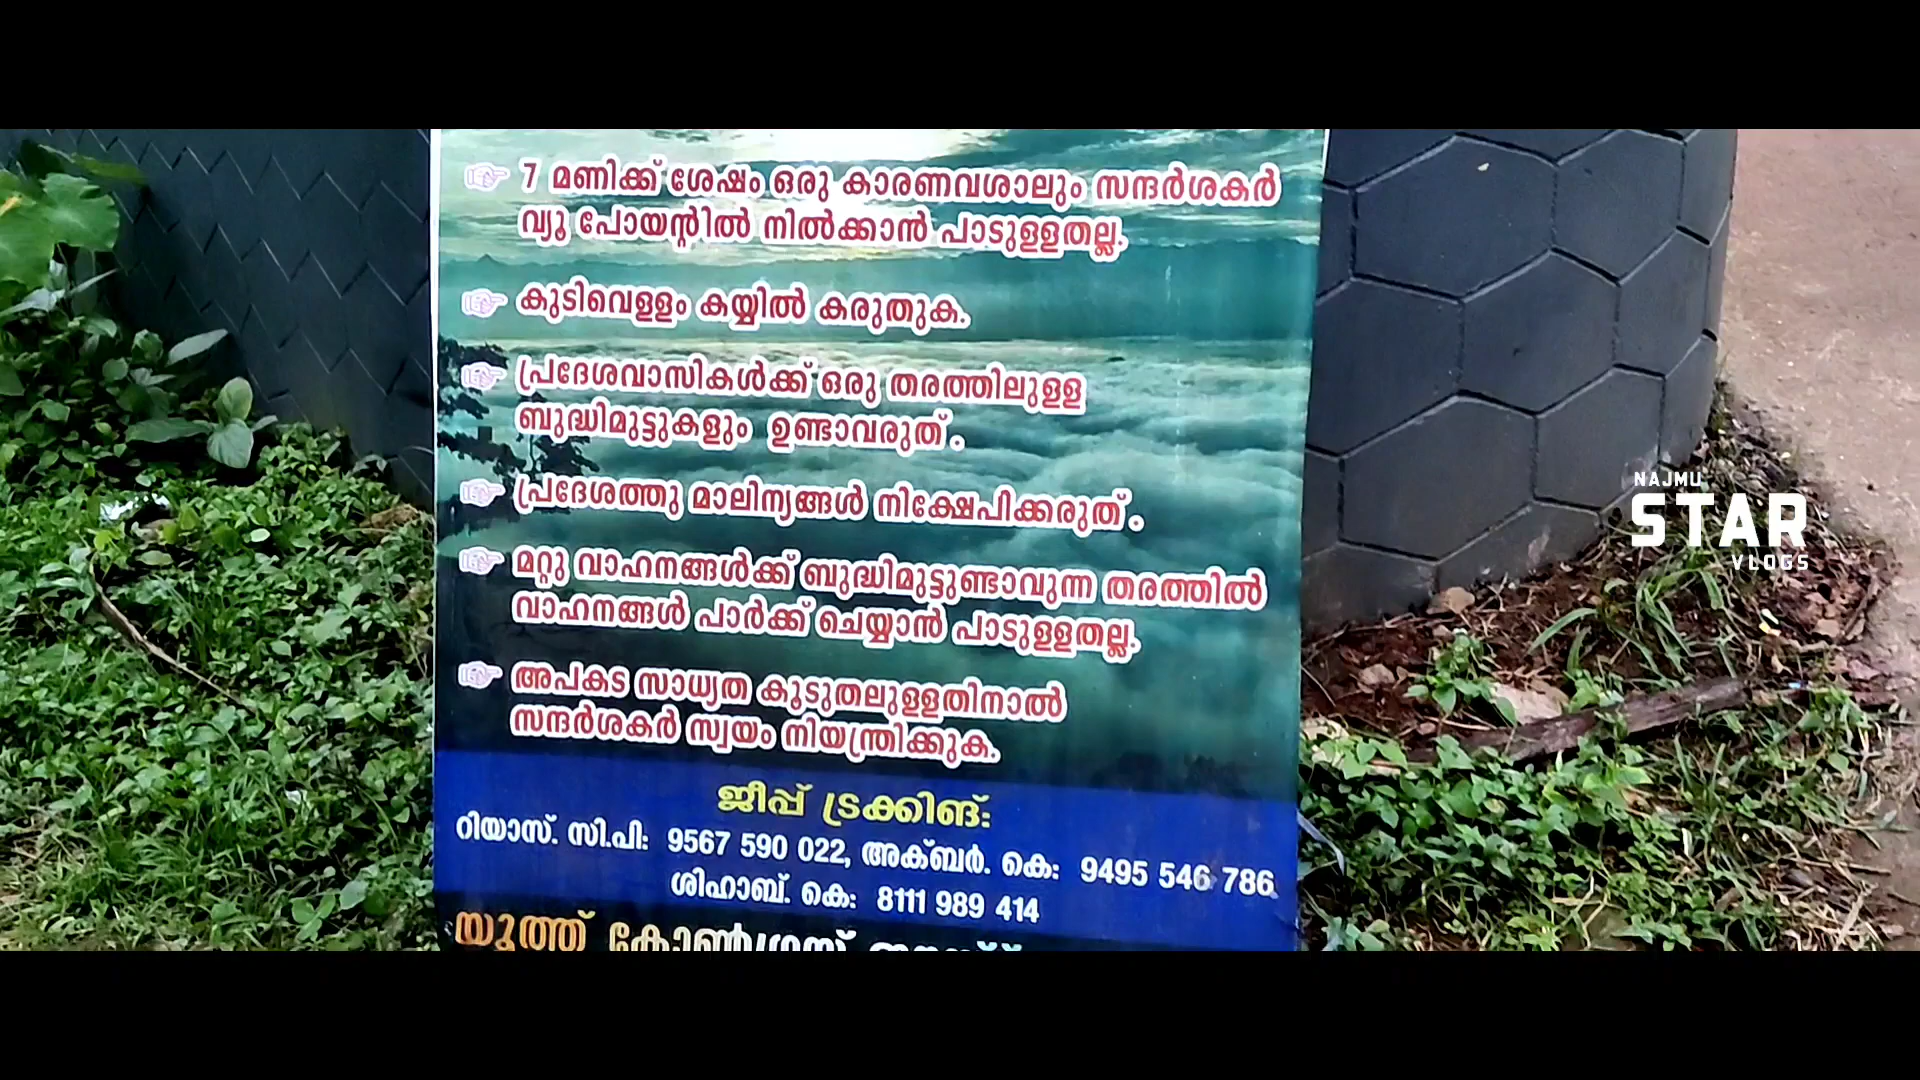 7 മണിക്ക് ശേഷം ഒരു കാരണവശാലും സന്ദർശകർ
വ്യൂ പോയന്റിൽ നിൽക്കാൻ പാടുള്ളതല്ല.
കുടിവെള്ളം കയ്യിൽ കരുതുക.
പ്രദേശവാസികൾക്ക് ഒരു തരത്തിലുള്ള
ബുദ്ധിമുട്ടുകളും ഉണ്ടാവരുത്.
പ്രദേശത്തു മാലിന്യങ്ങൾ നിക്ഷേപിക്കരുത്.
മറ്റു വാഹനങ്ങൾക്ക് ബുദ്ധിമുട്ടുണ്ടാവുന്ന തരത്തിൽ
വാഹനങ്ങൾ പാർക്ക് ചെയ്യാൻ പാടുള്ളതല്ല.
അപകട സാധ്യത കൂടുതലുള്ളതിനാൽ
സന്ദർശകർ സ്വയം നിയന്ത്രിക്കുക.
ജീപ്പ് ട്രക്കിങ്:
റിയാസ്. സി.പി: 9567 590 022, അക്ബർ. കെ: 9495 546 786
ശിഹാബ്. കെ: 8111 989 414
യൂത്ത്
NAJMU
STAR
VLOGS